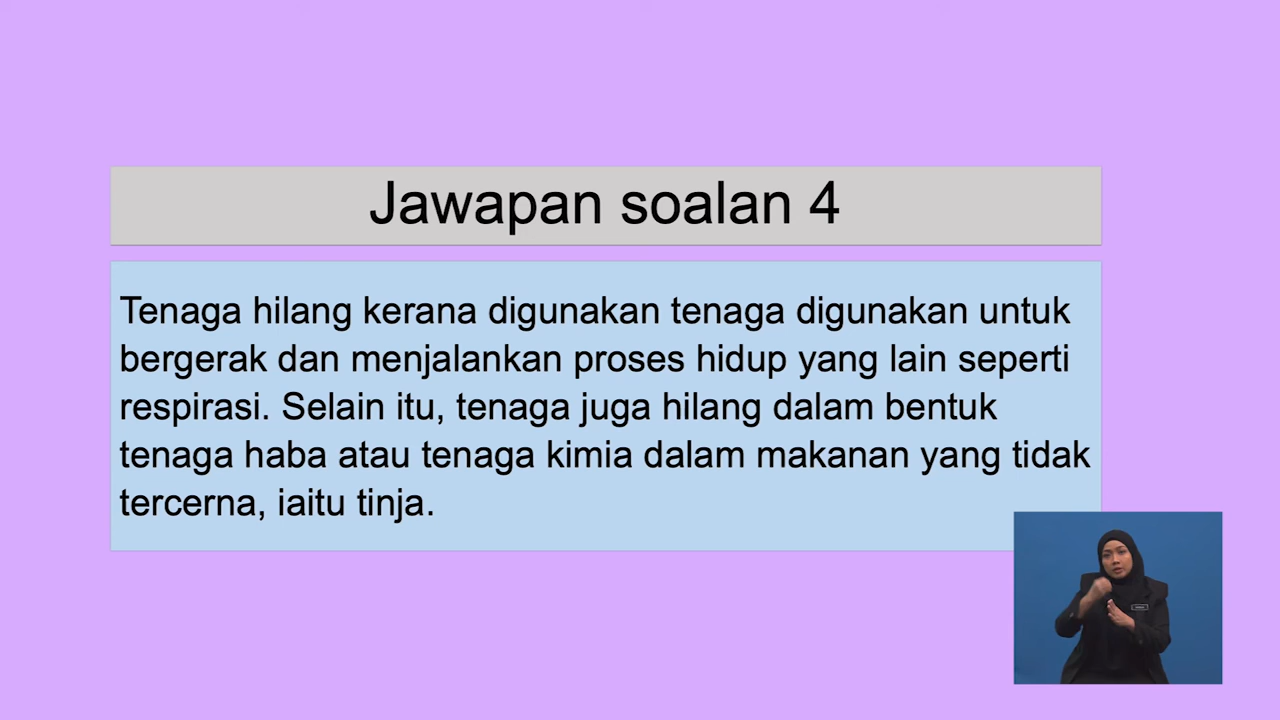 Jawapan soalan 4
Tenaga hilang kerana digunakan tenaga digunakan untuk
bergerak dan menjalankan proses hidup yang lain seperti
respirasi. Selain itu, tenaga juga hilang dalam bentuk
tenaga haba atau tenaga kimia dalam makanan yang tidak
tercerna, iaitu tinja.